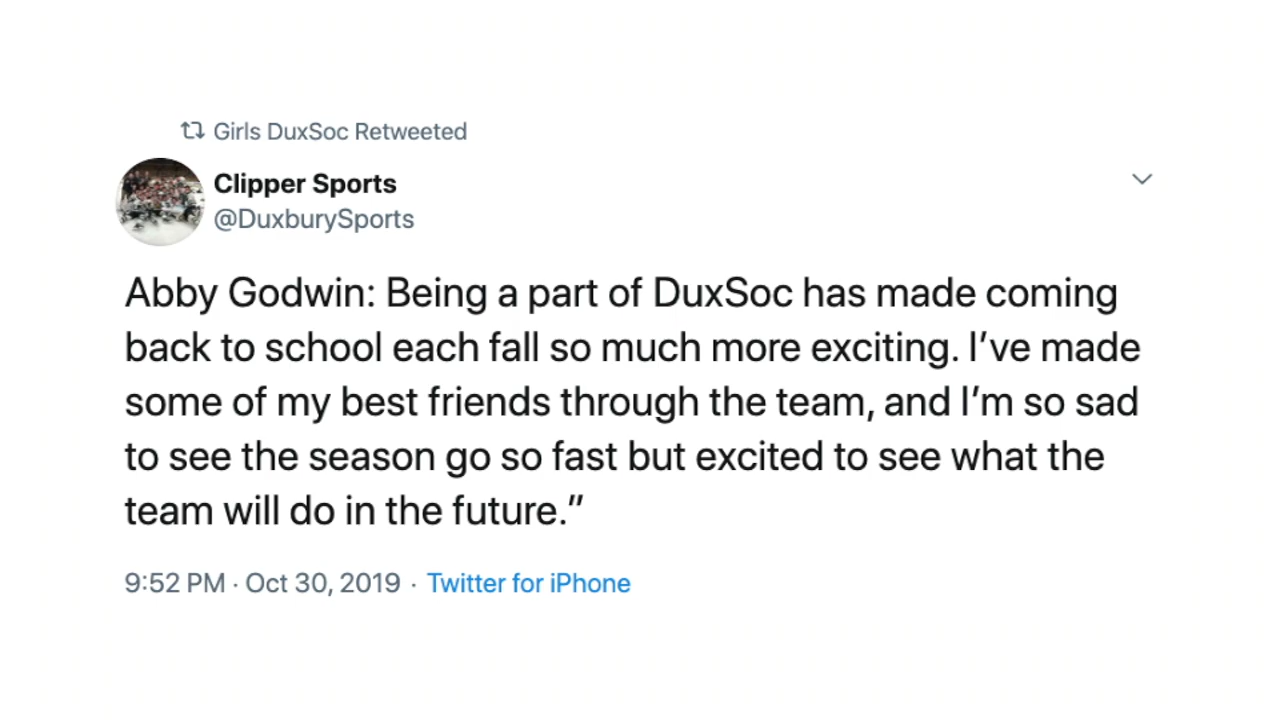 Girls DuxSoc Retweeted
Clipper Sports
@DuxburySports
Abby Godwin: Being a part of DuxSoc has made coming
back to school each fall so much more exciting. I’ve made
some of my best friends through the team, and I’m so sad
to see the season go so fast but excited to see what the
team will do in the future.”
9:52 PM · Oct 30, 2019 · Twitter for iPhone